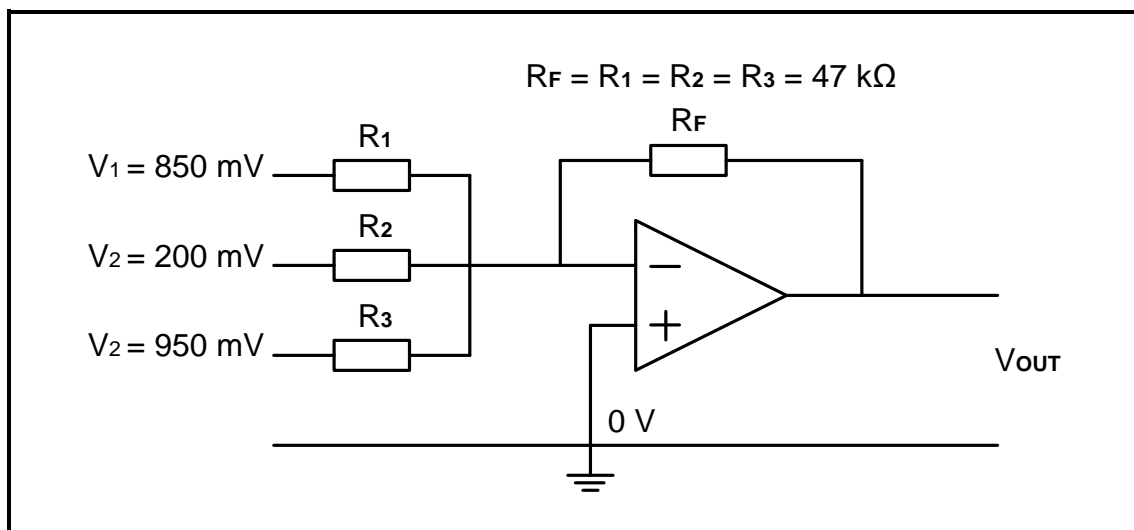 RF = R1 = R2 = R3 = 47 kΩ
RF
R1
V1 = 850 mV
R2
V2 = 200 mV
R3
V2 = 950 mV
−
+
VOUT
0 V